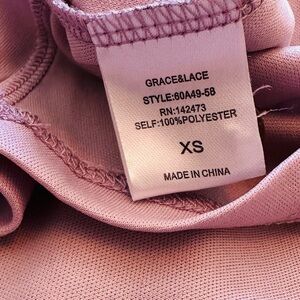 GRACE&LACE
STYLE:60A49-58
RN:142473
SELF:100%POLYESTER
XS
MADE IN CHINA